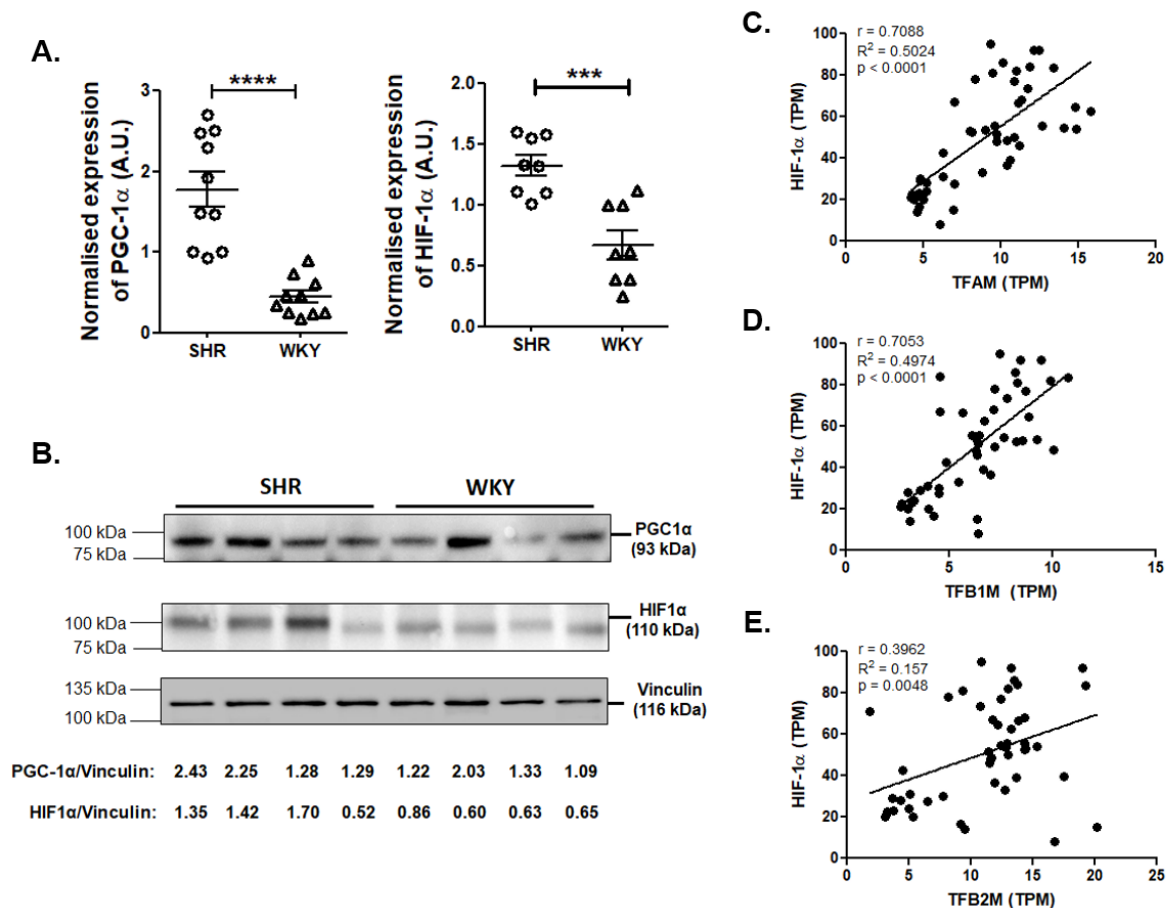 A.
Normalised expression
of PGC-1α (A.U.)
3
2
1
0
****
SHR
WKY
Normalised expression
of HIF-1α (A.U.)
2.0
1.5
1.0
0.5
0.0
***
SHR
WKY
B.
SHR
WKY
100 kDa
75 kDa
PGC1α
(93 kDa)
100 kDa
75 kDa
HIF1α
(110 kDa)
135 kDa
100 kDa
Vinculin
(116 kDa)
PGC-1α/Vinculin: 2.43 2.25 1.28 1.29 1.22 2.03 1.33 1.09
HIF1α/Vinculin: 1.35 1.42 1.70 0.52 0.86 0.60 0.63 0.65
C.
r = 0.7088
R² = 0.5024
p < 0.0001
HIF-1α (TPM)
100
80
60
40
20
0
0 5 10 15 20
TFAM (TPM)
D.
r = 0.7053
R² = 0.4974
p < 0.0001
HIF-1α (TPM)
100
80
60
40
20
0
0 5 10 15
TFB1M (TPM)
E.
r = 0.3962
R² = 0.157
p = 0.0048
HIF-1α (TPM)
100
80
60
40
20
0
0 5 10 15 20 25
TFB2M (TPM)